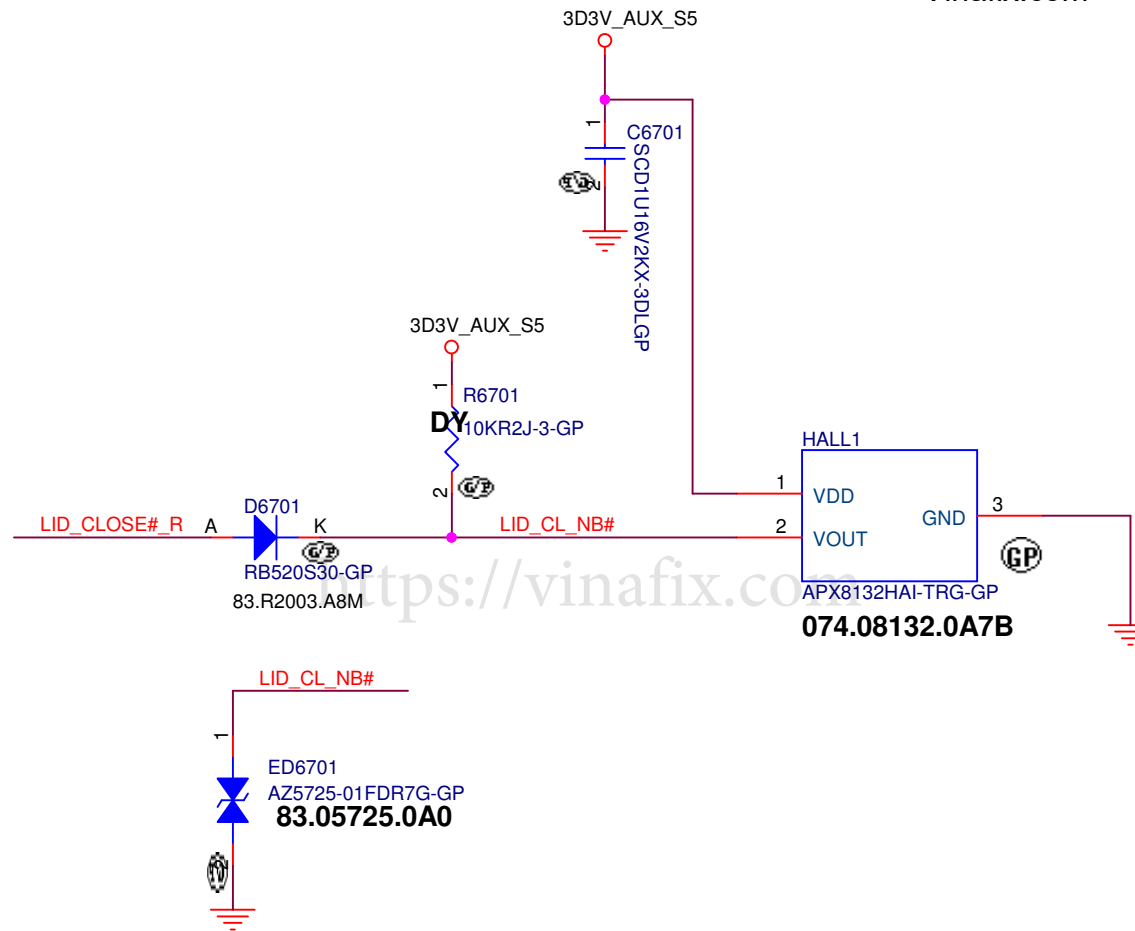 3D3V_AUX_S5
1
C6701
SCD1U16V2KX-3DLGP
2
3D3V_AUX_S5
1
R6701
DY
10KR2J-3-GP
2
HALL1
1
VDD
3
GND
2
VOUT
GP
APX8132HAI-TRG-GP
074.08132.0A7B
D6701
LID_CLOSE#_R
A
K
LID_CL_NB#
RB520S30-GP
83.R2003.A8M
https://vinafix.com
LID_CL_NB#
1
ED6701
AZ5725-01FDR7G-GP
83.05725.0A0